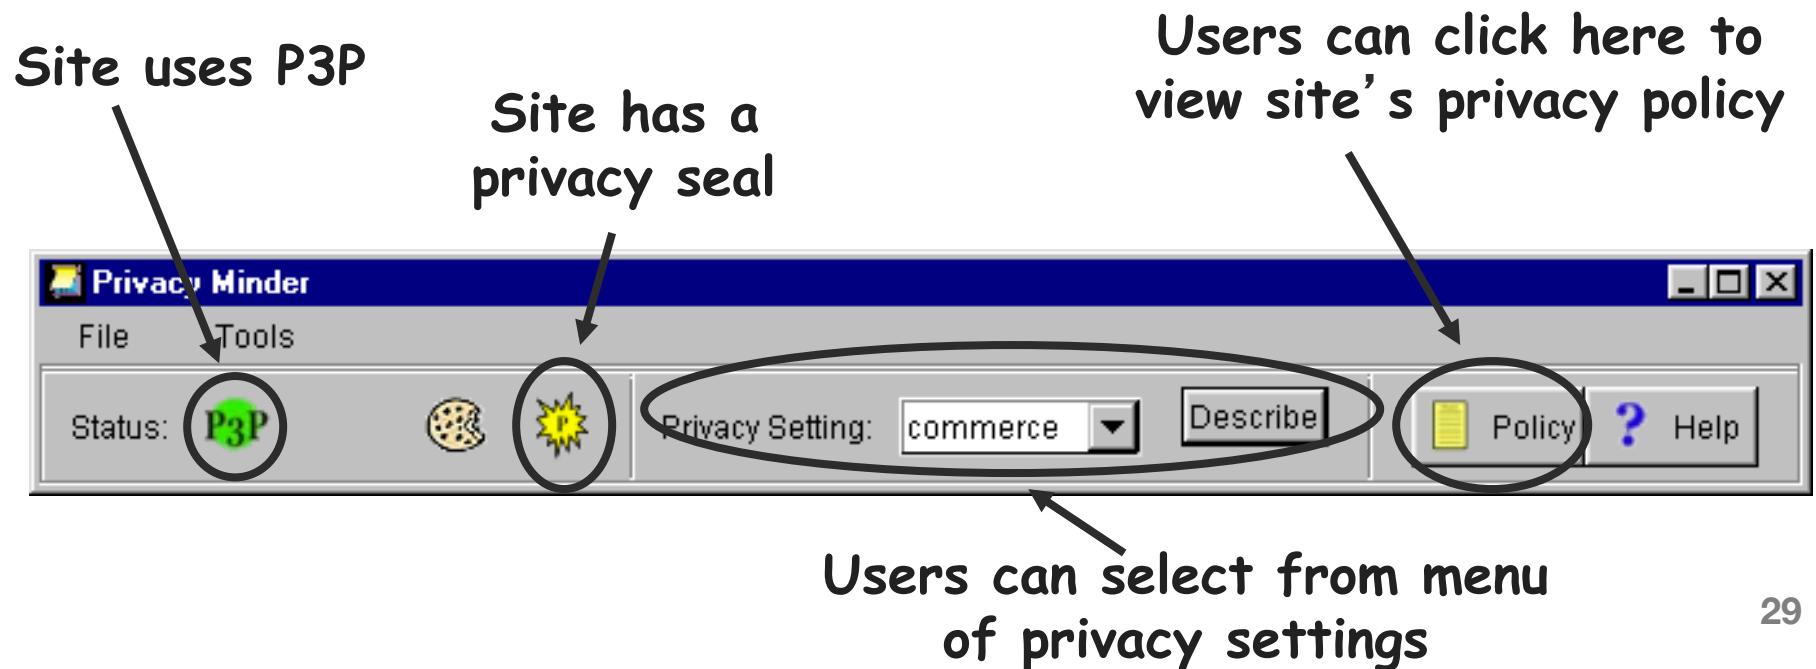 Site uses P3P
Site has a
privacy seal
Users can click here to
view site's privacy policy
Privacy Minder
File Tools
Status: P3P P Privacy Setting: commerce Describe Policy ? Help
Users can select from menu
of privacy settings
29